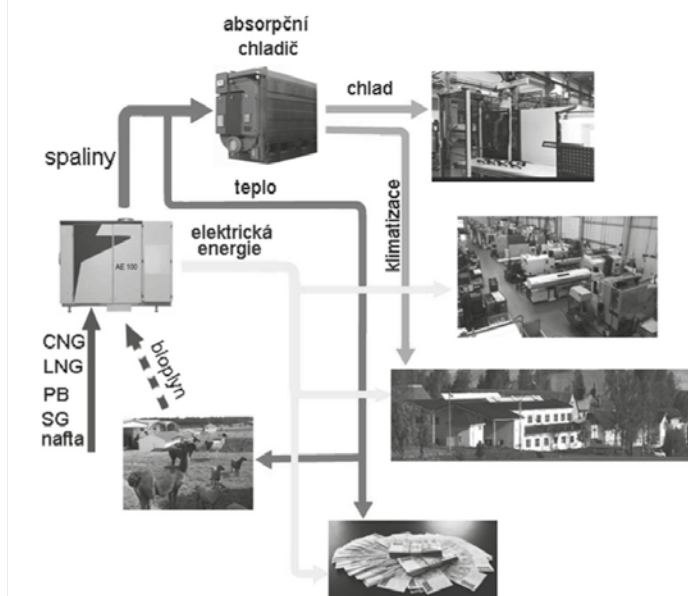 absorpční
chladič
chlad
spaliny
teplo
klimatizace
elektrická
energie
AE 100
CNG
LNG
PB
SG
nafta
bioplyn